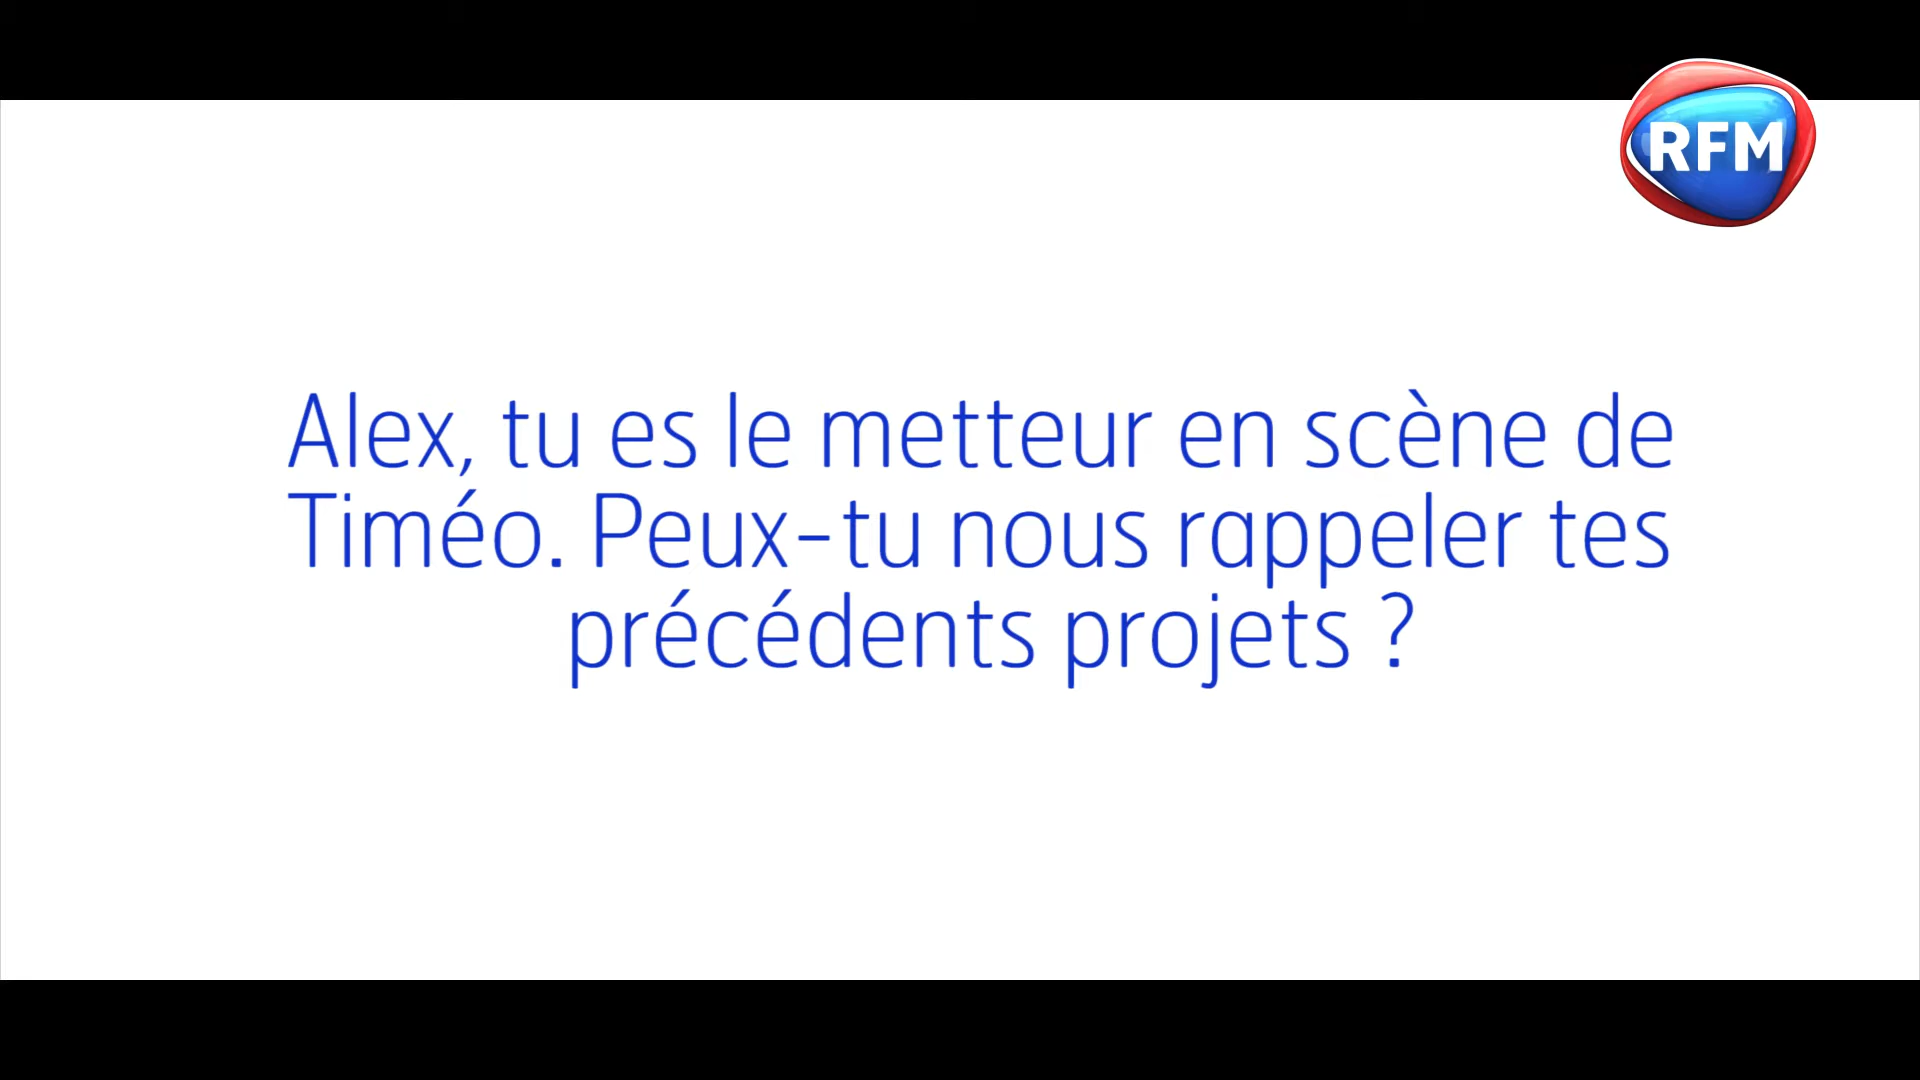 RFM
Alex, tu es le metteur en scène de
Timéo. Peux-tu nous rappeler tes
précédents projets ?